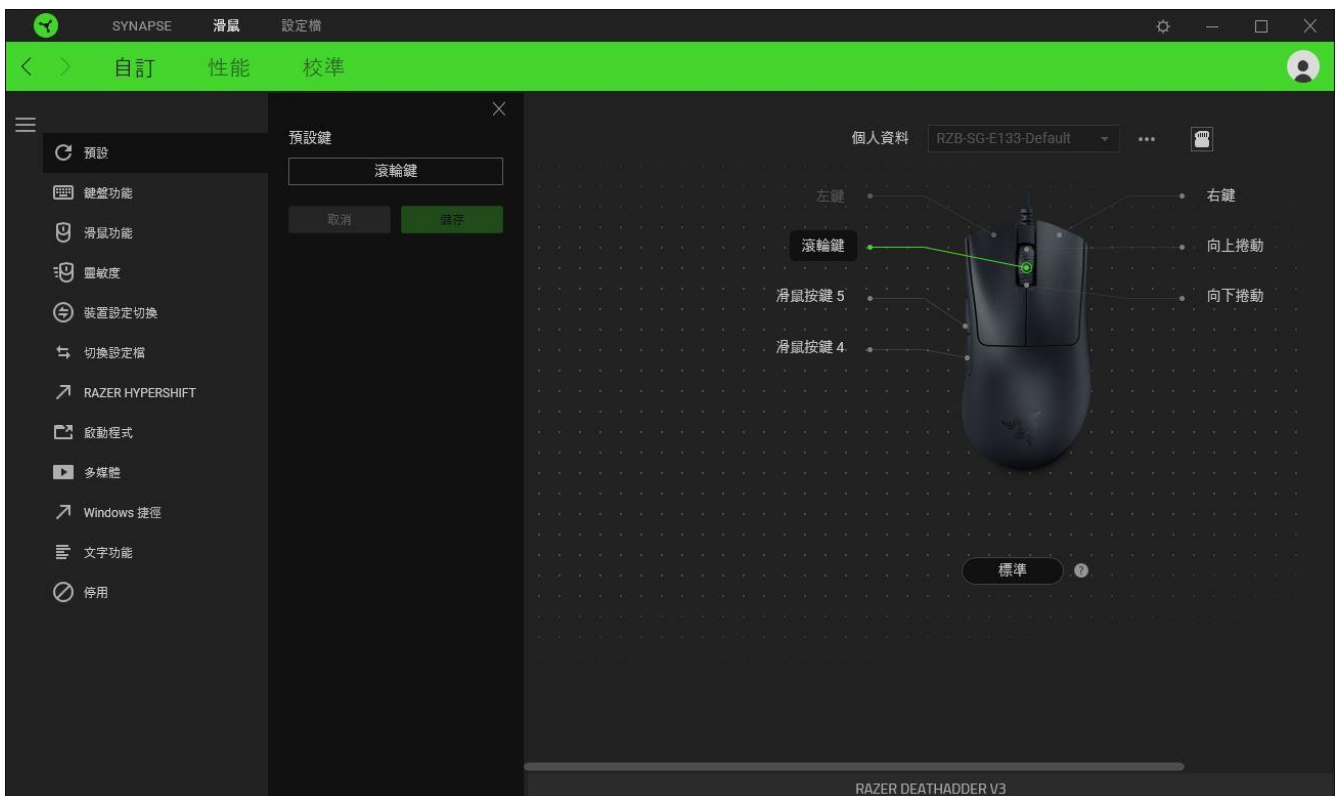 SYNAPSE 滑鼠 設定檔
自訂 性能 校準
預設
鍵盤功能
滑鼠功能
靈敏度
裝置設定切換
切換設定檔
RAZER HYPERSHIFT
啟動程式
多媒體
Windows 捷徑
文字功能
停用
預設鍵
滾輪鍵
取消 儲存
個人資料 RZB-SG-E133-Default
左鍵 右鍵
滾輪鍵 向上捲動
滑鼠按鍵 5 向下捲動
滑鼠按鍵 4
標準 ?
RAZER DEATHADDER V3